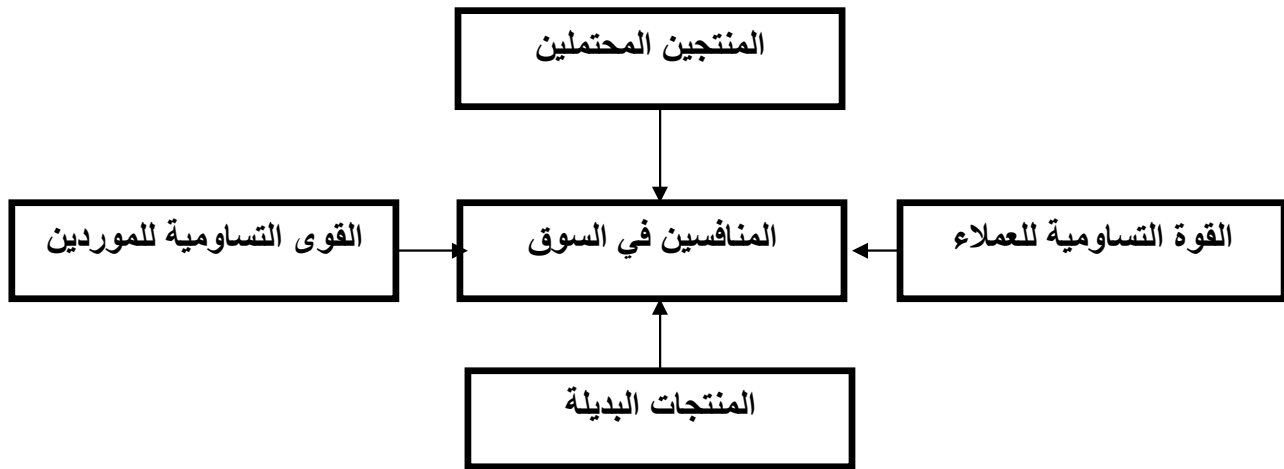 المنتجين المحتملين
القوة التساومية للعملاء
المنافسين في السوق
القوى التساومية للموردين
المنتجات البديلة